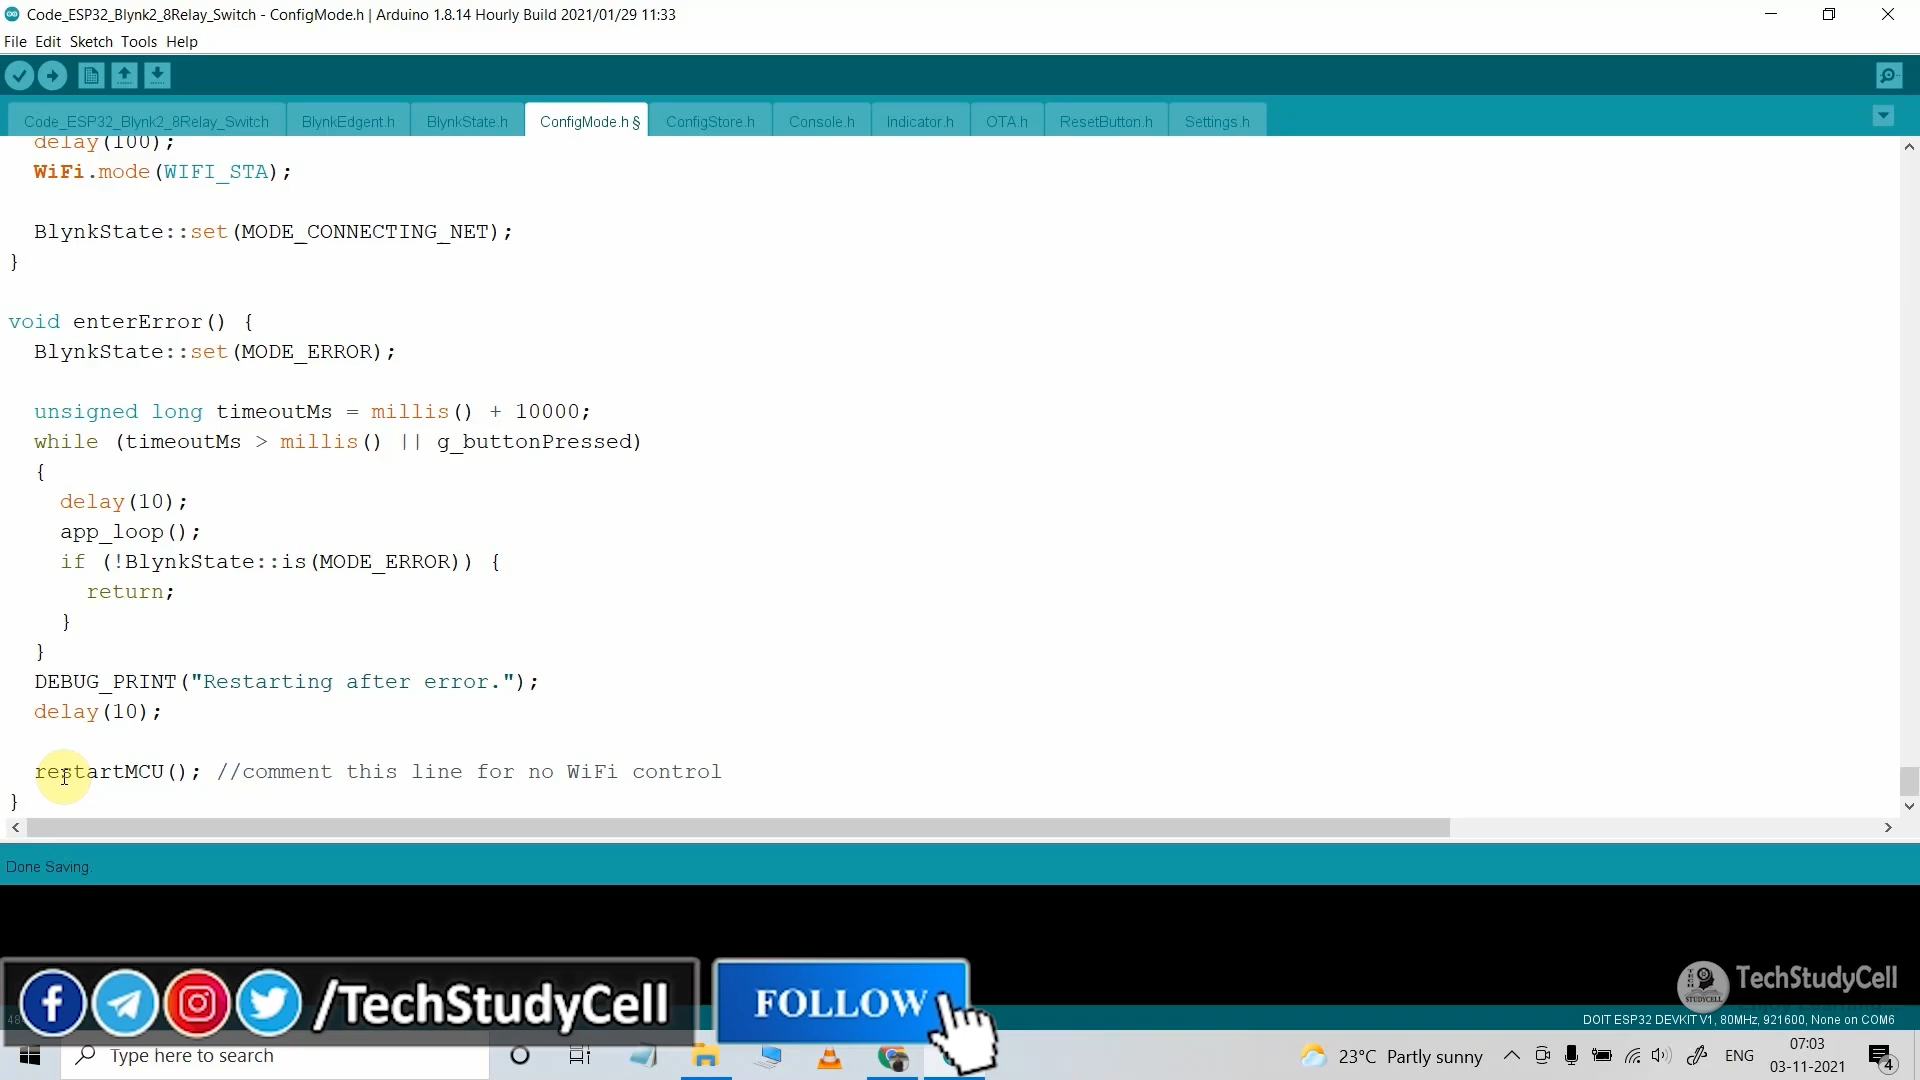 Code_ESP32_Blynk2_8Relay_Switch - ConfigMode.h | Arduino 1.8.14 Hourly Build 2021/01/29 11:33
File Edit Sketch Tools Help
Code_ESP32_Blynk2_8Relay_Switch BlynkEdgent.h BlynkState.h ConfigMode.h § ConfigStore.h Console.h Indicator.h OTA.h ResetButton.h Settings.h
delay(100);
WiFi.mode(WIFI_STA);
BlynkState::set(MODE_CONNECTING_NET);
}
void enterError() {
BlynkState::set(MODE_ERROR);
unsigned long timeoutMs = millis() + 10000;
while (timeoutMs > millis() || g_buttonPressed)
{
delay(10);
app_loop();
if (!BlynkState::is(MODE_ERROR)) {
return;
}
}
DEBUG_PRINT("Restarting after error.");
delay(10);
restartMCU(); //comment this line for no WiFi control
}
Done Saving.
/TechStudyCell FOLLOW
STUDYCELL TechStudyCell
DOIT ESP32 DEVKIT V1, 80MHz, 921600, None on COM6
Type here to search
23°C Partly sunny ENG 07:03
03-11-2021
4